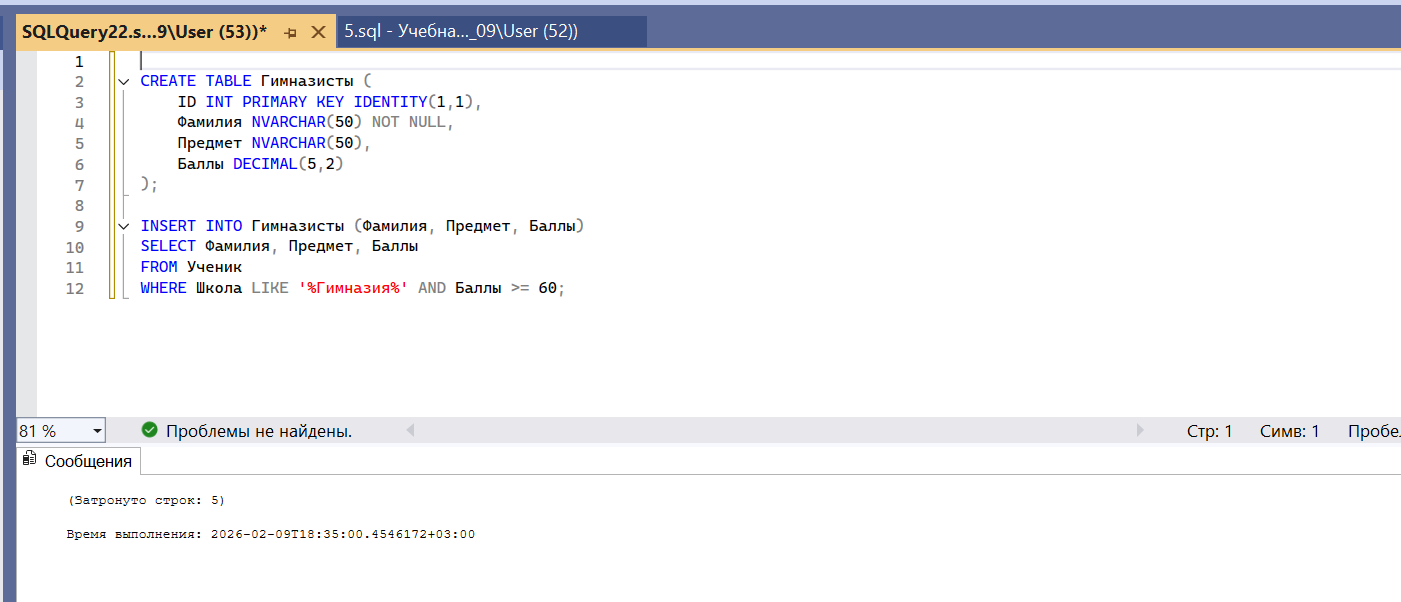 SQLQuery22.s...9\User (53))*
5.sql - Учебна..._09\User (52))
1
2 CREATE TABLE Гимназисты (
3 ID INT PRIMARY KEY IDENTITY(1,1),
4 Фамилия NVARCHAR(50) NOT NULL,
5 Предмет NVARCHAR(50),
6 Баллы DECIMAL(5,2)
7 );
8
9 INSERT INTO Гимназисты (Фамилия, Предмет, Баллы)
10 SELECT Фамилия, Предмет, Баллы
11 FROM Ученик
12 WHERE Школа LIKE '%Гимназия%' AND Баллы >= 60;
81 % Проблемы не найдены. Стр: 1 Симв: 1 Пробел
Сообщения
(Затронуто строк: 5)
Время выполнения: 2026-02-09T18:35:00.4546172+03:00